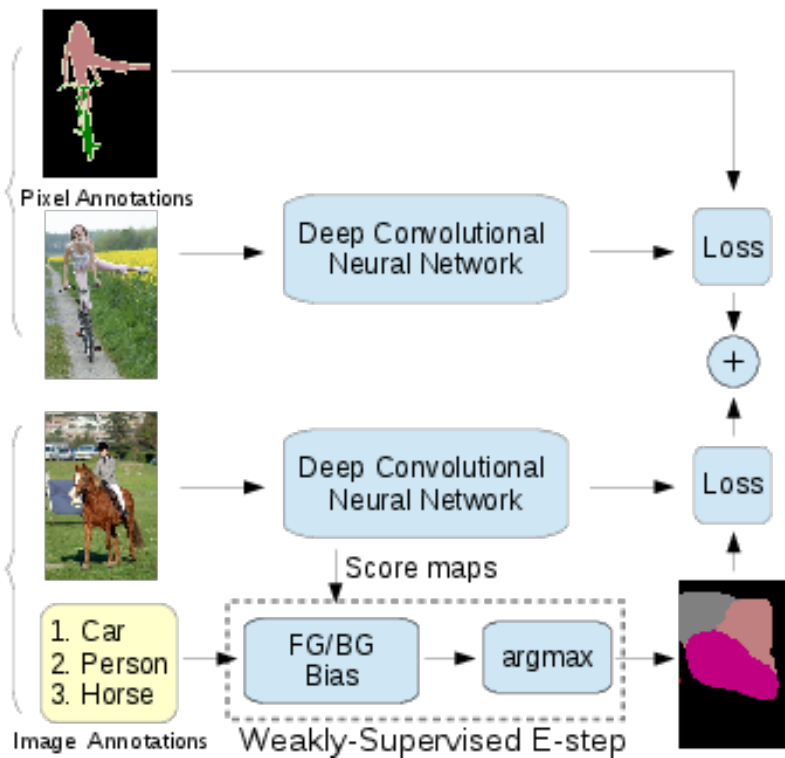 Pixel Annotations
Deep Convolutional
Neural Network
Loss
+
Deep Convolutional
Neural Network
Loss
Score maps
1. Car
2. Person
3. Horse
FG/BG
Bias
argmax
Image Annotations
Weakly-Supervised E-step